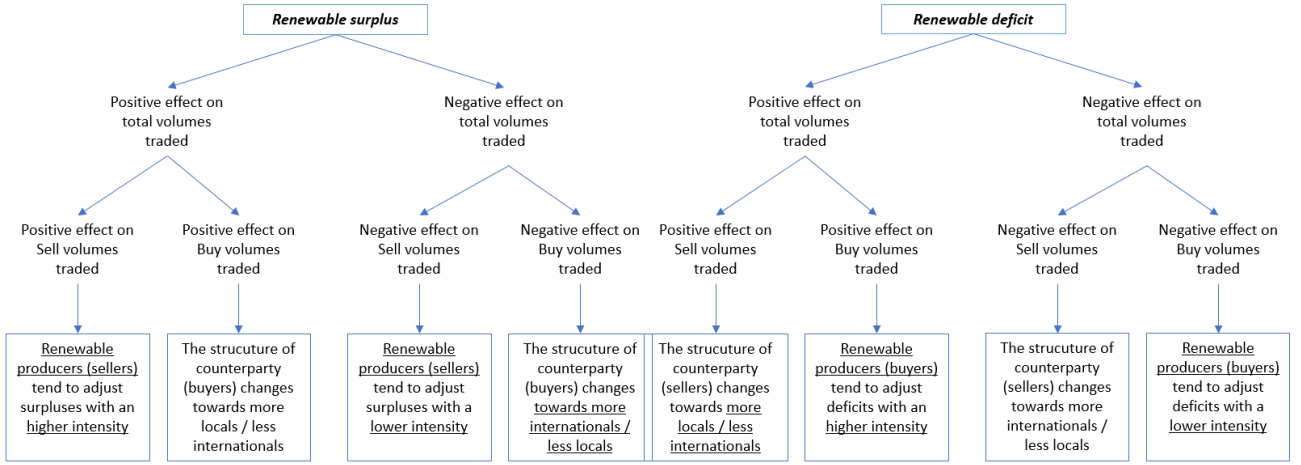 Renewable surplus
Positive effect on
total volumes
traded
Negative effect on
total volumes
traded
Positive effect on
Sell volumes
traded
Positive effect on
Buy volumes
traded
Negative effect on
Sell volumes
traded
Negative effect on
Buy volumes
traded
Renewable
producers (sellers)
tend to adjust
surpluses with an
higher intensity
The strucuture of
counterparty
(buyers) changes
towards more
locals / less
internationals
Renewable
producers (sellers)
tend to adjust
surpluses with a
lower intensity
The strucuture of
counterparty
(buyers) changes
towards more
internationals /
less locals
Renewable deficit
Positive effect on
total volumes
traded
Negative effect on
total volumes
traded
Positive effect on
Sell volumes
traded
Positive effect on
Buy volumes
traded
Negative effect on
Sell volumes
traded
Negative effect on
Buy volumes
traded
The strucuture of
counterparty
(sellers) changes
towards more
locals / less
internationals
Renewable
producers (buyers)
tend to adjust
deficits with an
higher intensity
The strucuture of
counterparty
(sellers) changes
towards more
internationals /
less locals
Renewable
producers (buyers)
tend to adjust
deficits with a
lower intensity